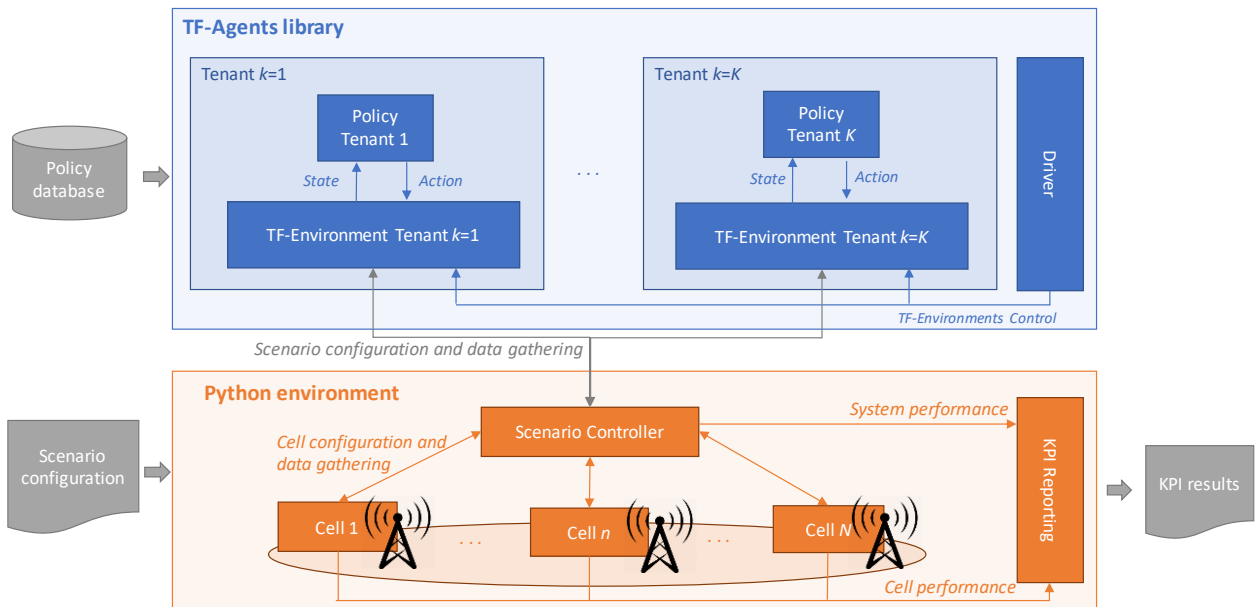 TF-Agents library
Tenant k=1
Tenant k=K
Policy
Tenant 1
Policy
Tenant K
Policy
database
State
Action
. . .
State
Action
Driver
TF-Environment Tenant k=1
TF-Environment Tenant k=K
TF-Environments Control
Scenario configuration and data gathering
Python environment
System performance
Scenario Controller
Cell configuration and
data gathering
Scenario
configuration
KPI Reporting
KPI results
Cell 1
. . .
Cell n
. . .
Cell N
Cell performance